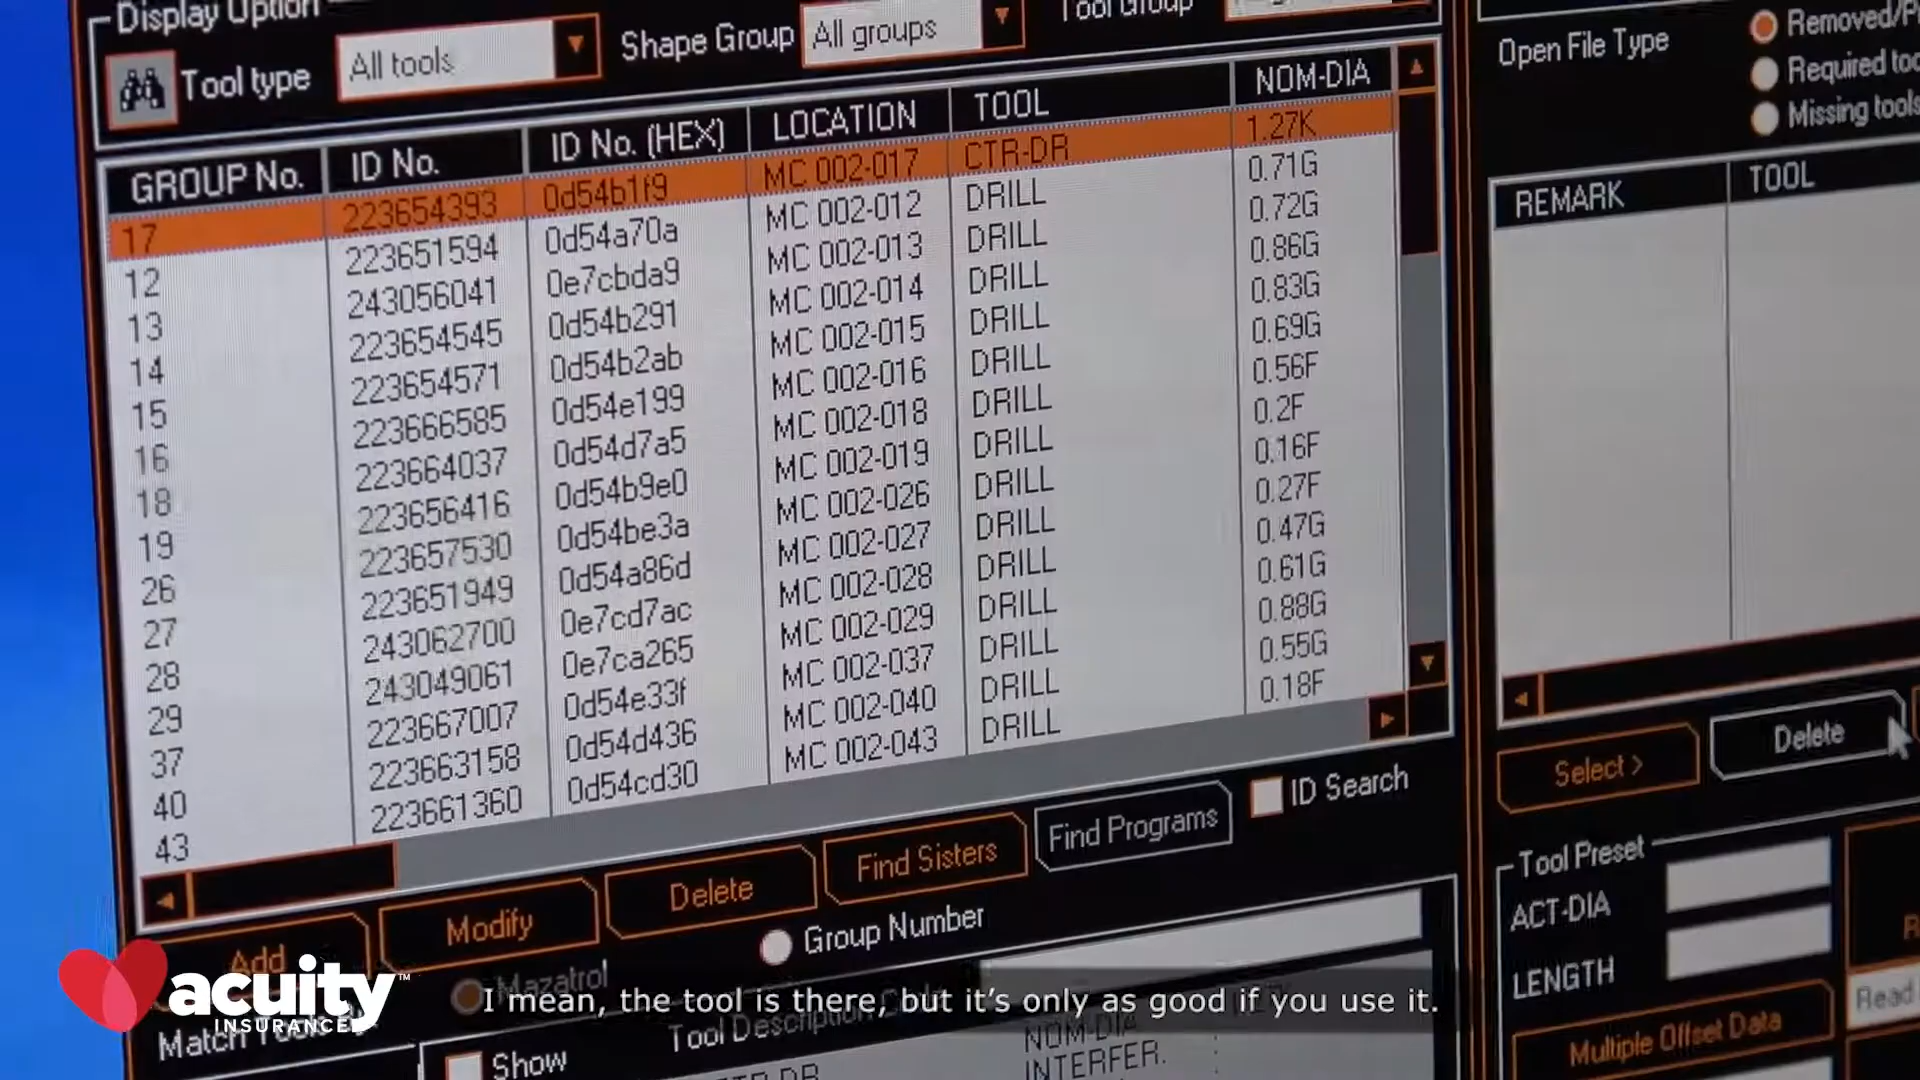 Display Option
Tool type All tools Shape Group All groups Tool Group
GROUP No. ID No. ID No. (HEX) LOCATION TOOL NOM-DIA
17 223654393 0d54b1f9 MC 002-017 CTR-DR 1.27K
12 223651594 0d54a70a MC 002-012 DRILL 0.71G
13 243056041 0e7cbda9 MC 002-013 DRILL 0.72G
14 223654545 0d54b291 MC 002-014 DRILL 0.86G
15 223654571 0d54b2ab MC 002-015 DRILL 0.83G
16 223666585 0d54e199 MC 002-016 DRILL 0.69G
18 223664037 0d54d7a5 MC 002-018 DRILL 0.56F
19 223656416 0d54b9e0 MC 002-019 DRILL 0.2F
26 223657530 0d54be3a MC 002-026 DRILL 0.16F
27 223651949 0d54a86d MC 002-027 DRILL 0.27F
28 243062700 0e7cd7ac MC 002-028 DRILL 0.47G
29 243049061 0e7ca265 MC 002-029 DRILL 0.61G
37 223667007 0d54e33f MC 002-037 DRILL 0.88G
40 223663158 0d54d436 MC 002-040 DRILL 0.55G
43 223661360 0d54cd30 MC 002-043 DRILL 0.18F
Add Modify Delete Find Sisters Find Programs ID Search
Mazatrol Group Number
Match
Tool Description
Show
NOM-DIA
INTERFER. :
Open File Type
Removed/
Required
Missing tools
REMARK TOOL
Select > Delete
Tool Preset
ACT-DIA
LENGTH
Read
Multiple Offset Data
acuity™
INSURANCE
I mean, the tool is there, but it's only as good if you use it.